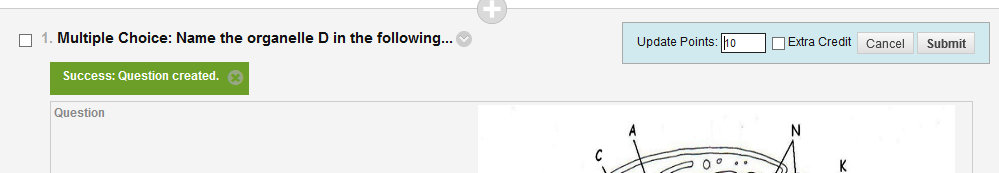 1. Multiple Choice: Name the organelle D in the following...
Update Points: 10 Extra Credit Cancel Submit
Success: Question created.
Question
A
N
C
K